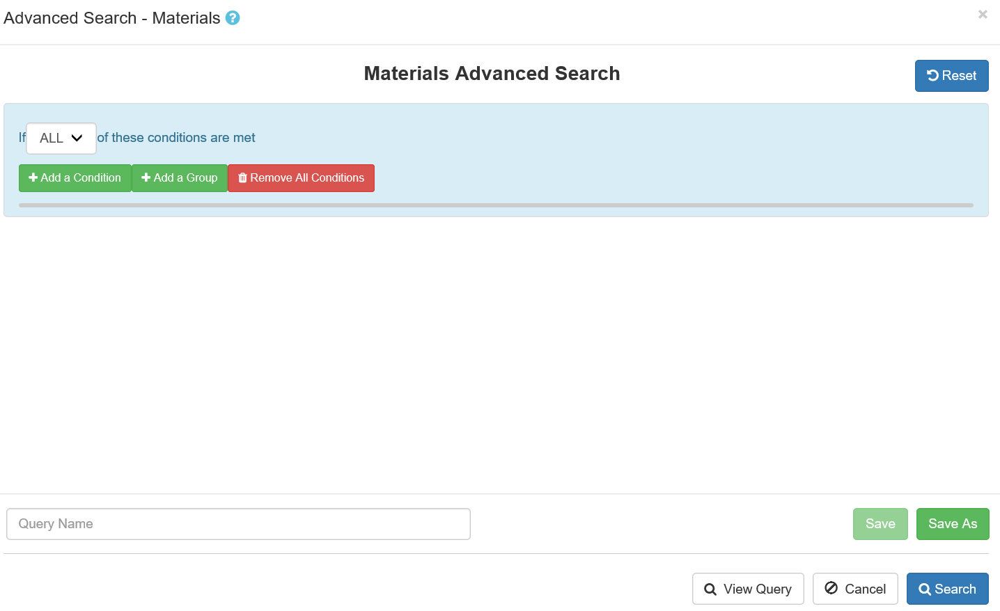 Advanced Search - Materials ?
×
Materials Advanced Search
Reset
If ALL of these conditions are met
Add a Condition Add a Group Remove All Conditions
Query Name
Save Save As
View Query Cancel Search